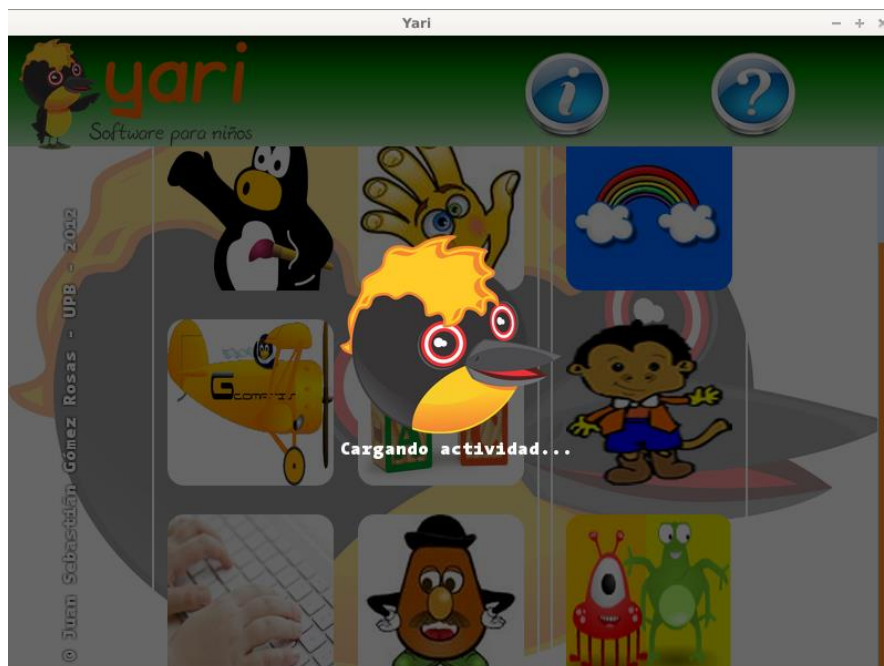 Yari
yari
Software para niños
© Juan Sebastián Gómez Rosas - UPB - 2012
Cargando actividad...